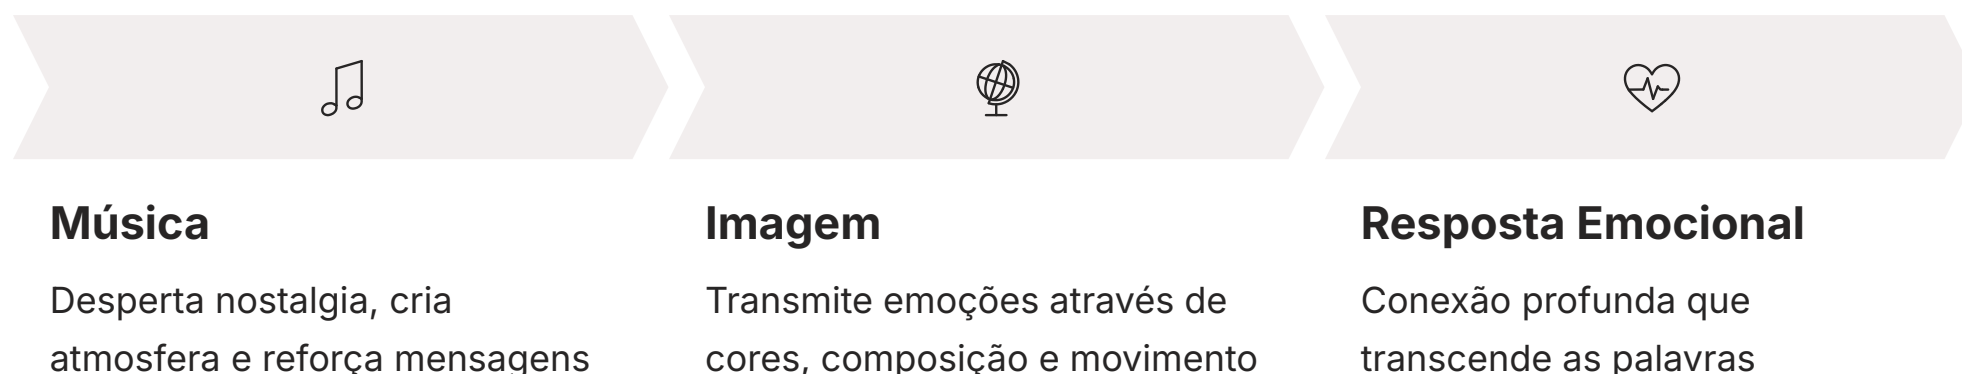 Música
Desperta nostalgia, cria
atmosfera e reforça mensagens
Imagem
Transmite emoções através de
cores, composição e movimento
Resposta Emocional
Conexão profunda que
transcende as palavras